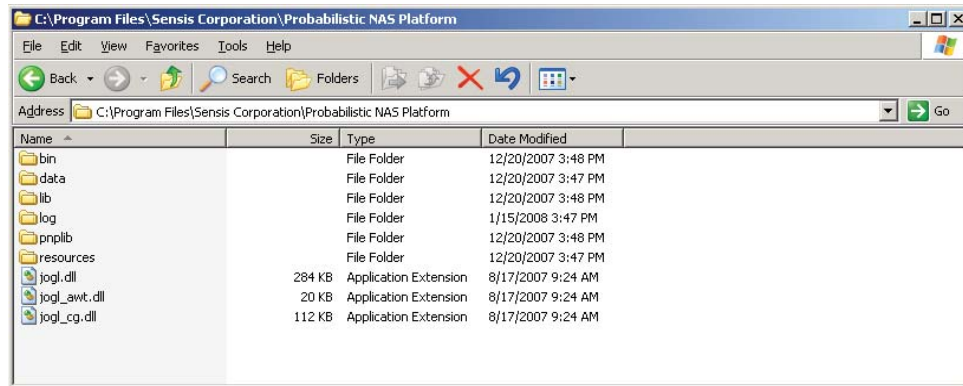 C:\Program Files\Sensis Corporation\Probabilistic NAS Platform
File Edit View Favorites Tools Help
Back Search Folders
Address C:\Program Files\Sensis Corporation\Probabilistic NAS Platform Go
Name Size Type Date Modified
bin File Folder 12/20/2007 3:48 PM
data File Folder 12/20/2007 3:47 PM
lib File Folder 12/20/2007 3:48 PM
log File Folder 1/15/2008 3:47 PM
pnplib File Folder 12/20/2007 3:48 PM
resources File Folder 12/20/2007 3:47 PM
jogl.dll 284 KB Application Extension 8/17/2007 9:24 AM
jogl_awt.dll 20 KB Application Extension 8/17/2007 9:24 AM
jogl_cg.dll 112 KB Application Extension 8/17/2007 9:24 AM